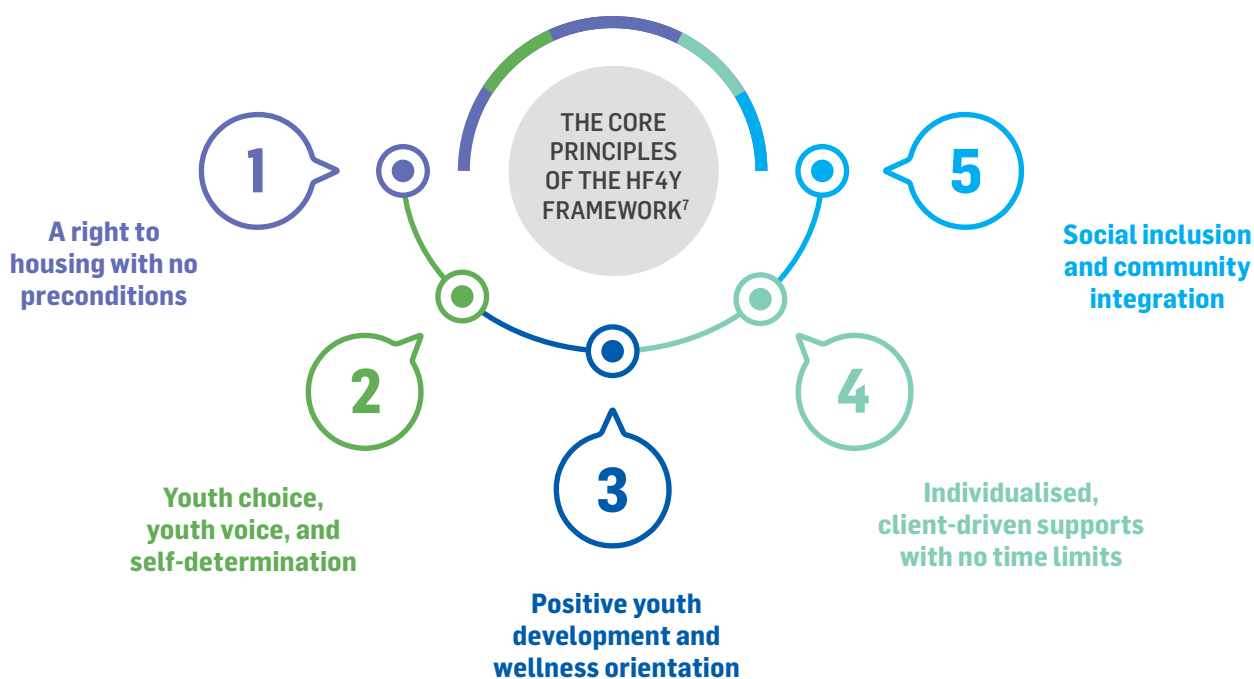 THE CORE
PRINCIPLES
OF THE HF4Y
FRAMEWORK⁷
1
A right to
housing with no
preconditions
2
Youth choice,
youth voice, and
self-determination
3
Positive youth
development and
wellness orientation
4
Individualised,
client-driven supports
with no time limits
5
Social inclusion
and community
integration